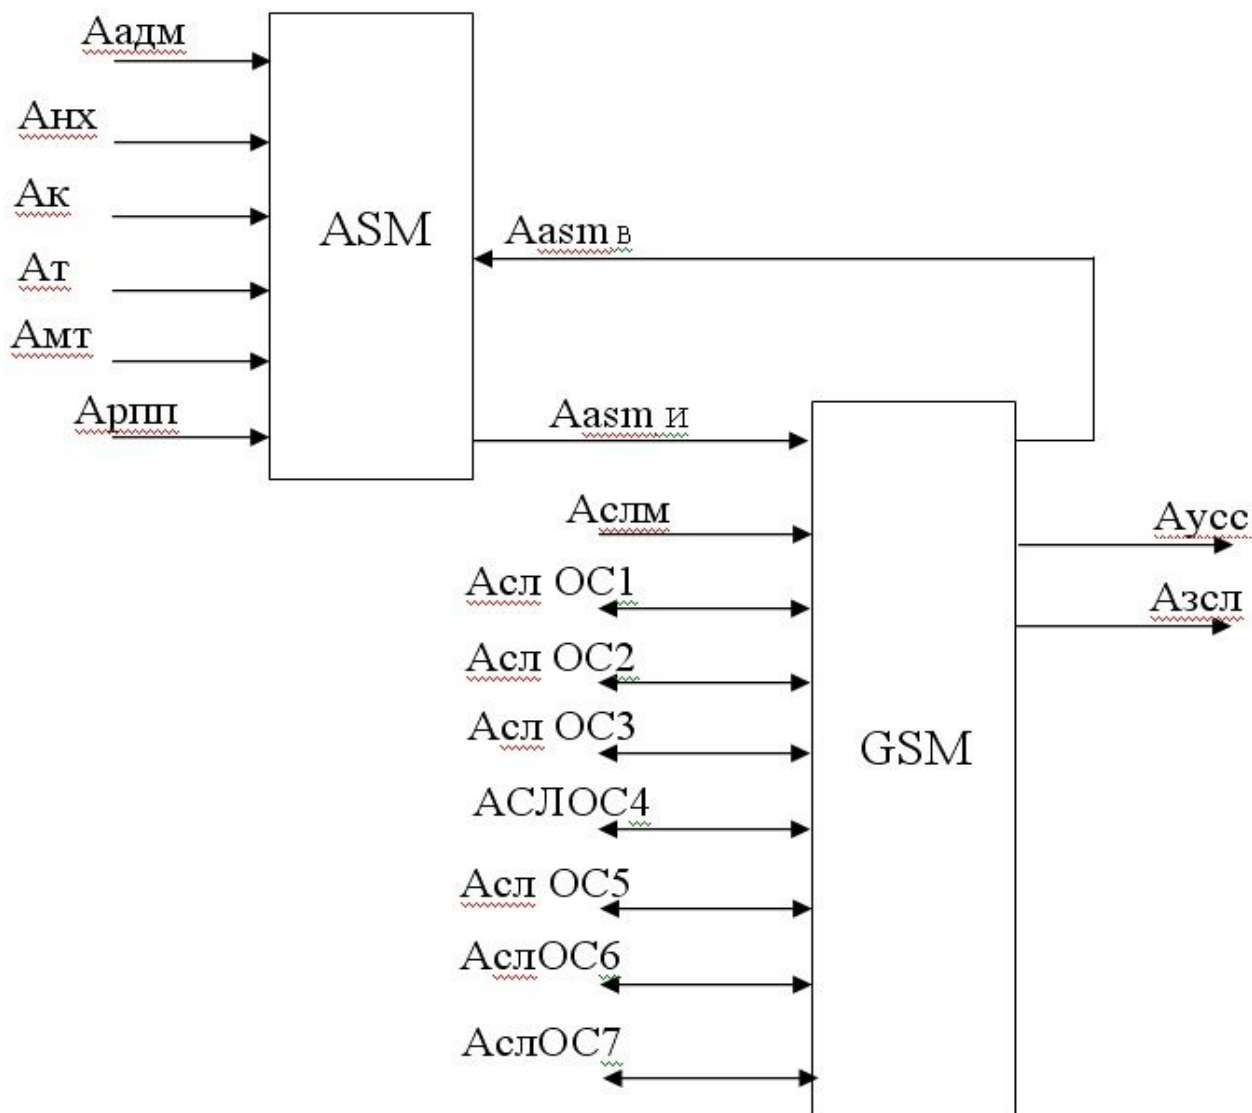 Аадм
Анх
Ак
Ат
Амт
Арпп
ASM
Aasm в
Aasm И
Аслм
Асл ОС1
Асл ОС2
Асл ОС3
АСЛОС4
Асл ОС5
АслОС6
АслОС7
GSM
Аусс
Азсл